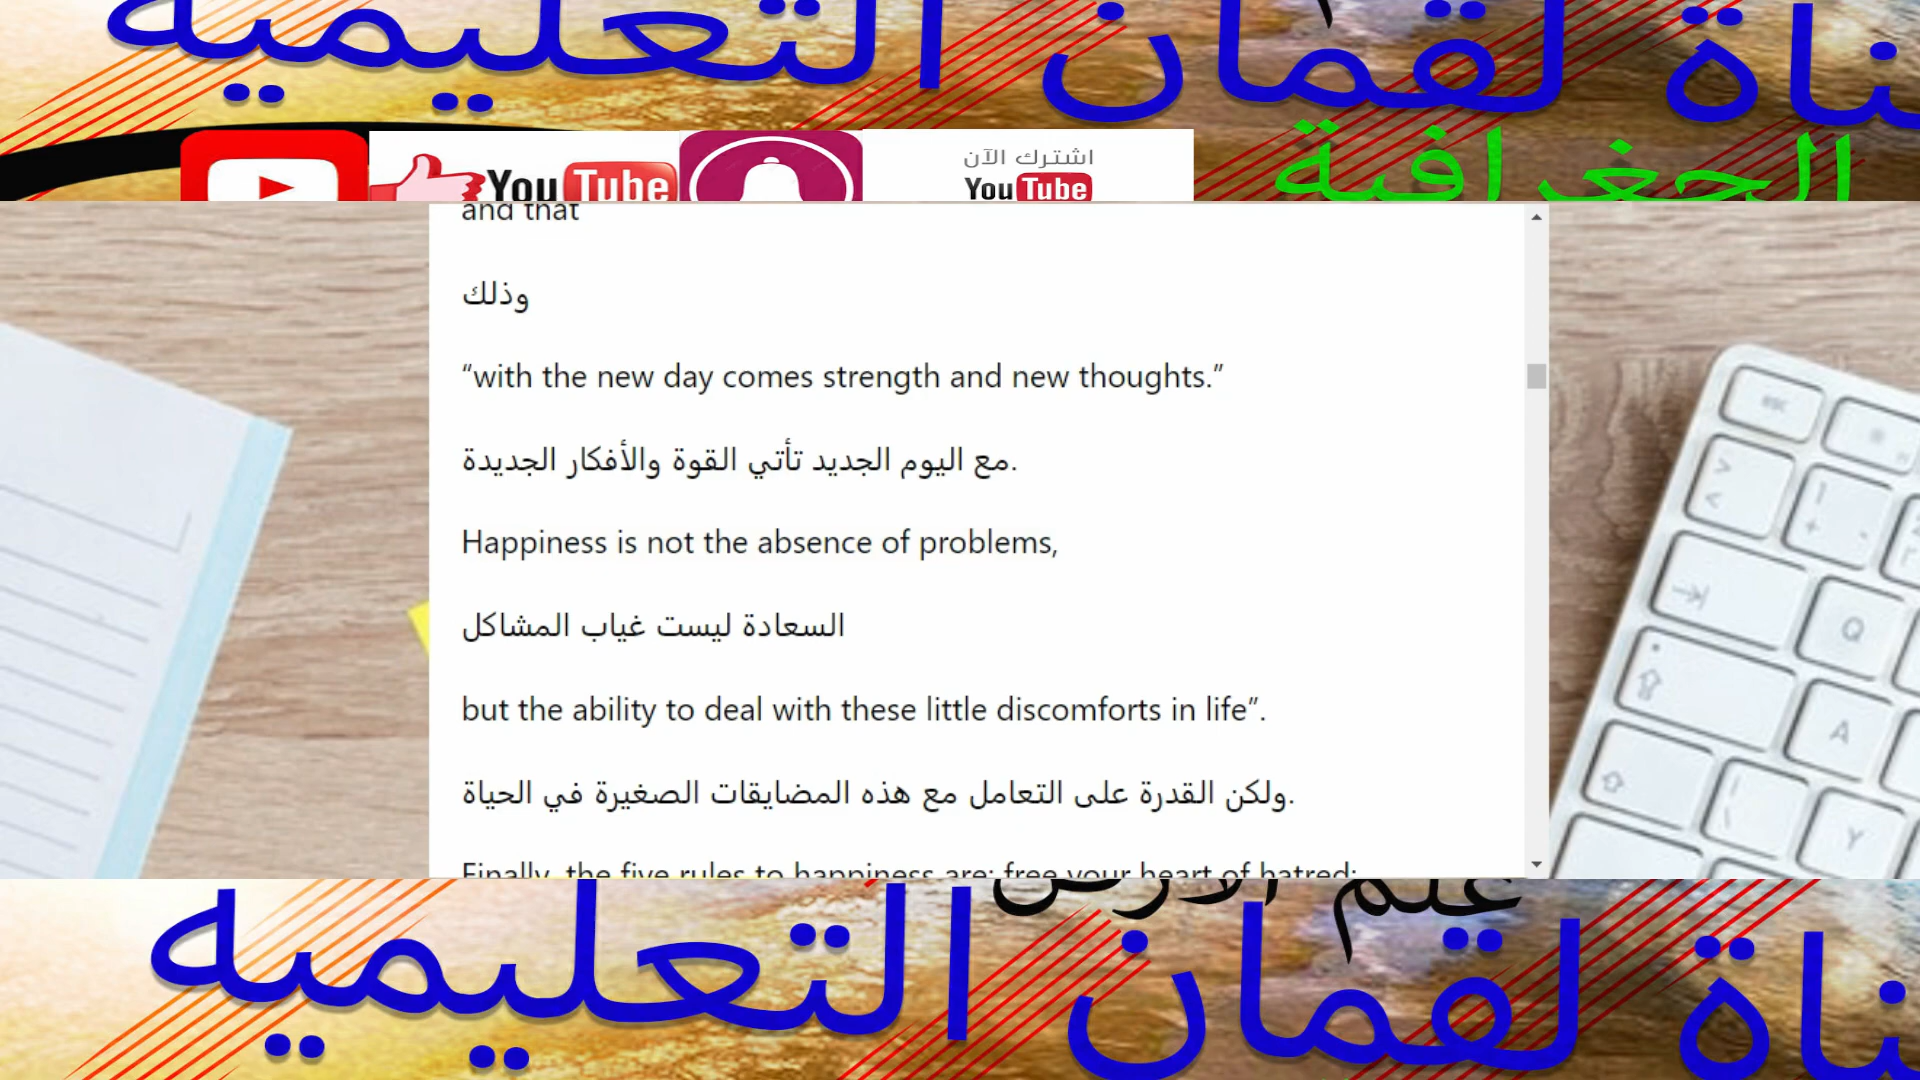 لقمان التعليمية
YouTube
اشترك الآن
YouTube
الجغرافية
and that
وذلك
“with the new day comes strength and new thoughts.”
مع اليوم الجديد تأتي القوة والأفكار الجديدة.
Happiness is not the absence of problems,
السعادة ليست غياب المشاكل
but the ability to deal with these little discomforts in life”.
ولكن القدرة على التعامل مع هذه المضايقات الصغيرة في الحياة.
Finally, the five rules to happiness are: free your heart of hatred;
علم الارض
لقمان التعليمية
esc
Q
A
Y